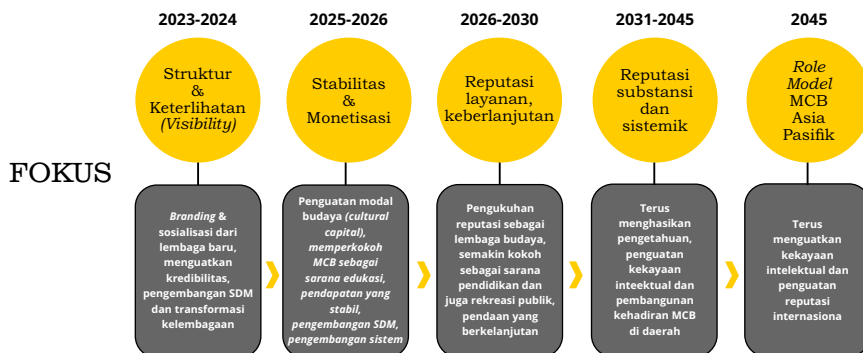 2023-2024
2025-2026
2026-2030
2031-2045
2045
Struktur
&
Keterlihatan
(Visibility)
Stabilitas
&
Monetisasi
Reputasi
layanan,
keberlanjutan
Reputasi
substansi
dan
sistemik
Role
Model
MCB
Asia
Pasifik
FOKUS
Branding &
sosialisasi dari
lembaga baru,
menguatkan
kredibilitas,
pengembangan SDM
dan transformasi
kelembagaan
Penguatan modal
budaya (cultural
capital),
memperkokoh
MCB sebagai
sarana edukasi,
pendapatan yang
stabil,
pengembangan SDM,
pengembangan sistem
Pengukuhan
reputasi sebagai
lembaga budaya,
semakin kokoh
sebagai sarana
pendidikan dan
juga rekreasi publik,
pendaan yang
berkelanjutan
Terus
menghasikan
pengetahuan,
penguatan
kekayaan
inteektual dan
pembangunan
kehadiran MCB
di daerah
Terus
menguatkan
kekayaan
intelektual dan
penguatan
reputasi
internasiona